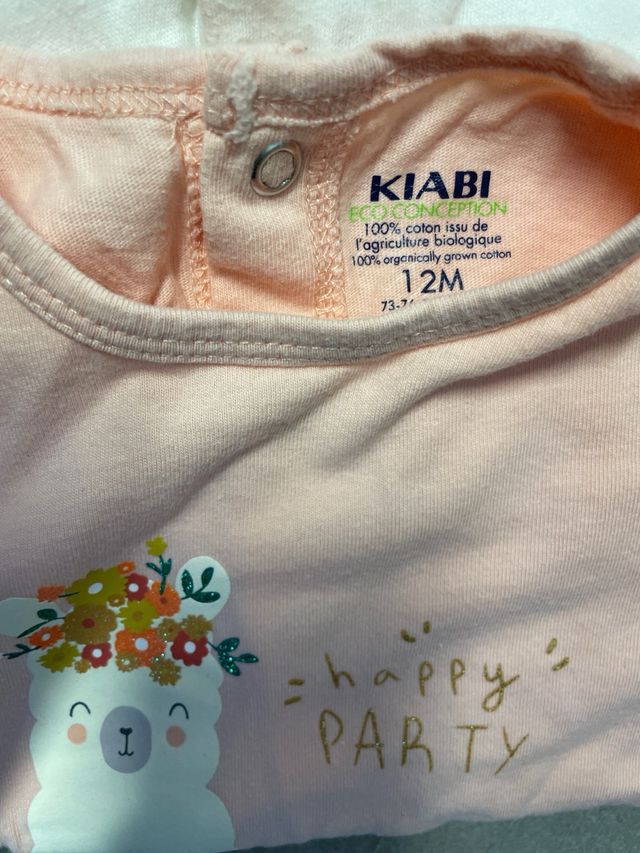 KIABI
ECO CONCEPTION
100% coton issu de
l'agriculture biologique
100% organically grown cotton
12M
happy
PARTY